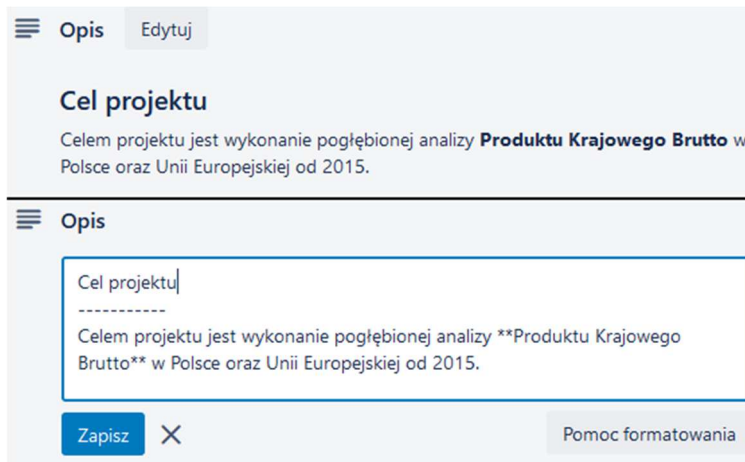 Opis Edytuj
Cel projektu
Celem projektu jest wykonanie pogłębionej analizy Produktu Krajowego Brutto w
Polsce oraz Unii Europejskiej od 2015.
Opis
Cel projektu
-----------
Celem projektu jest wykonanie pogłębionej analizy **Produktu Krajowego
Brutto** w Polsce oraz Unii Europejskiej od 2015.
Zapisz Pomoc formatowania